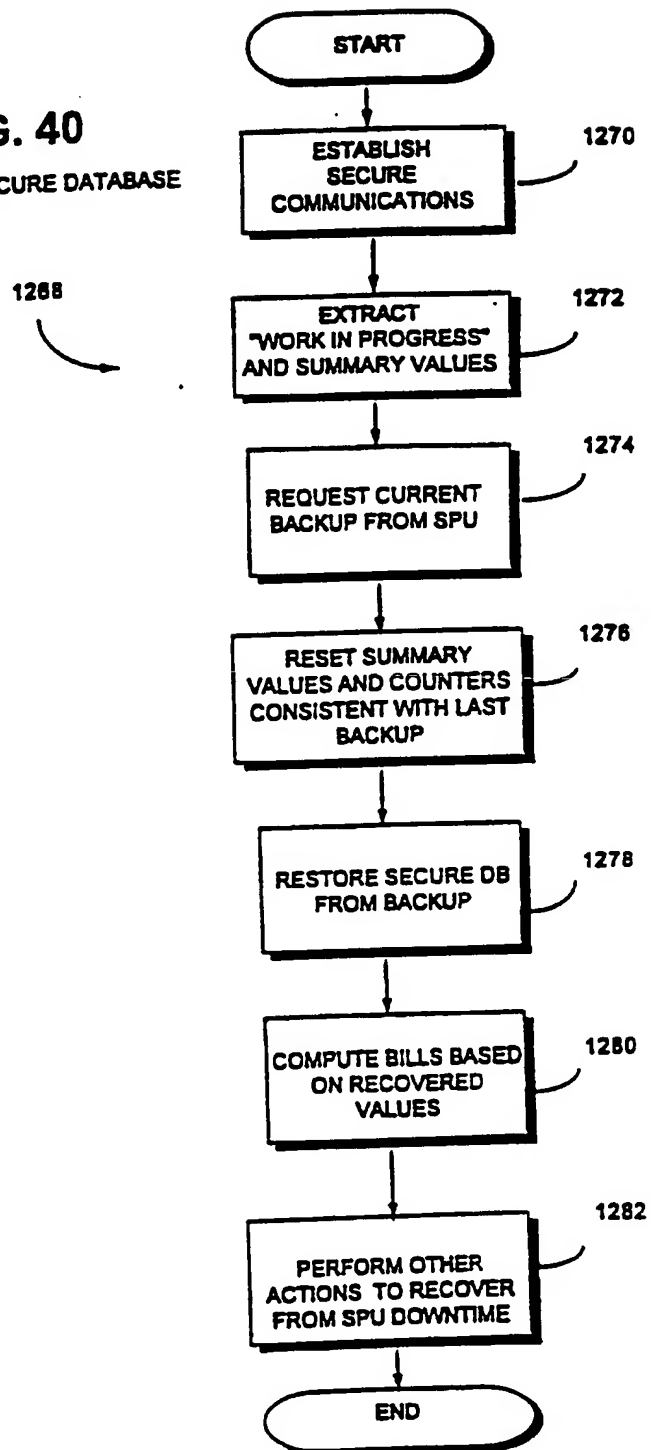 START
G. 40
CURE DATABASE
ESTABLISH
SECURE
COMMUNICATIONS
1270
1268
EXTRACT
"WORK IN PROGRESS"
AND SUMMARY VALUES
1272
REQUEST CURRENT
BACKUP FROM SPU
1274
RESET SUMMARY
VALUES AND COUNTERS
CONSISTENT WITH LAST
BACKUP
1276
RESTORE SECURE DB
FROM BACKUP
1278
COMPUTE BILLS BASED
ON RECOVERED
VALUES
1280
PERFORM OTHER
ACTIONS TO RECOVER
FROM SPU DOWNTIME
1282
END